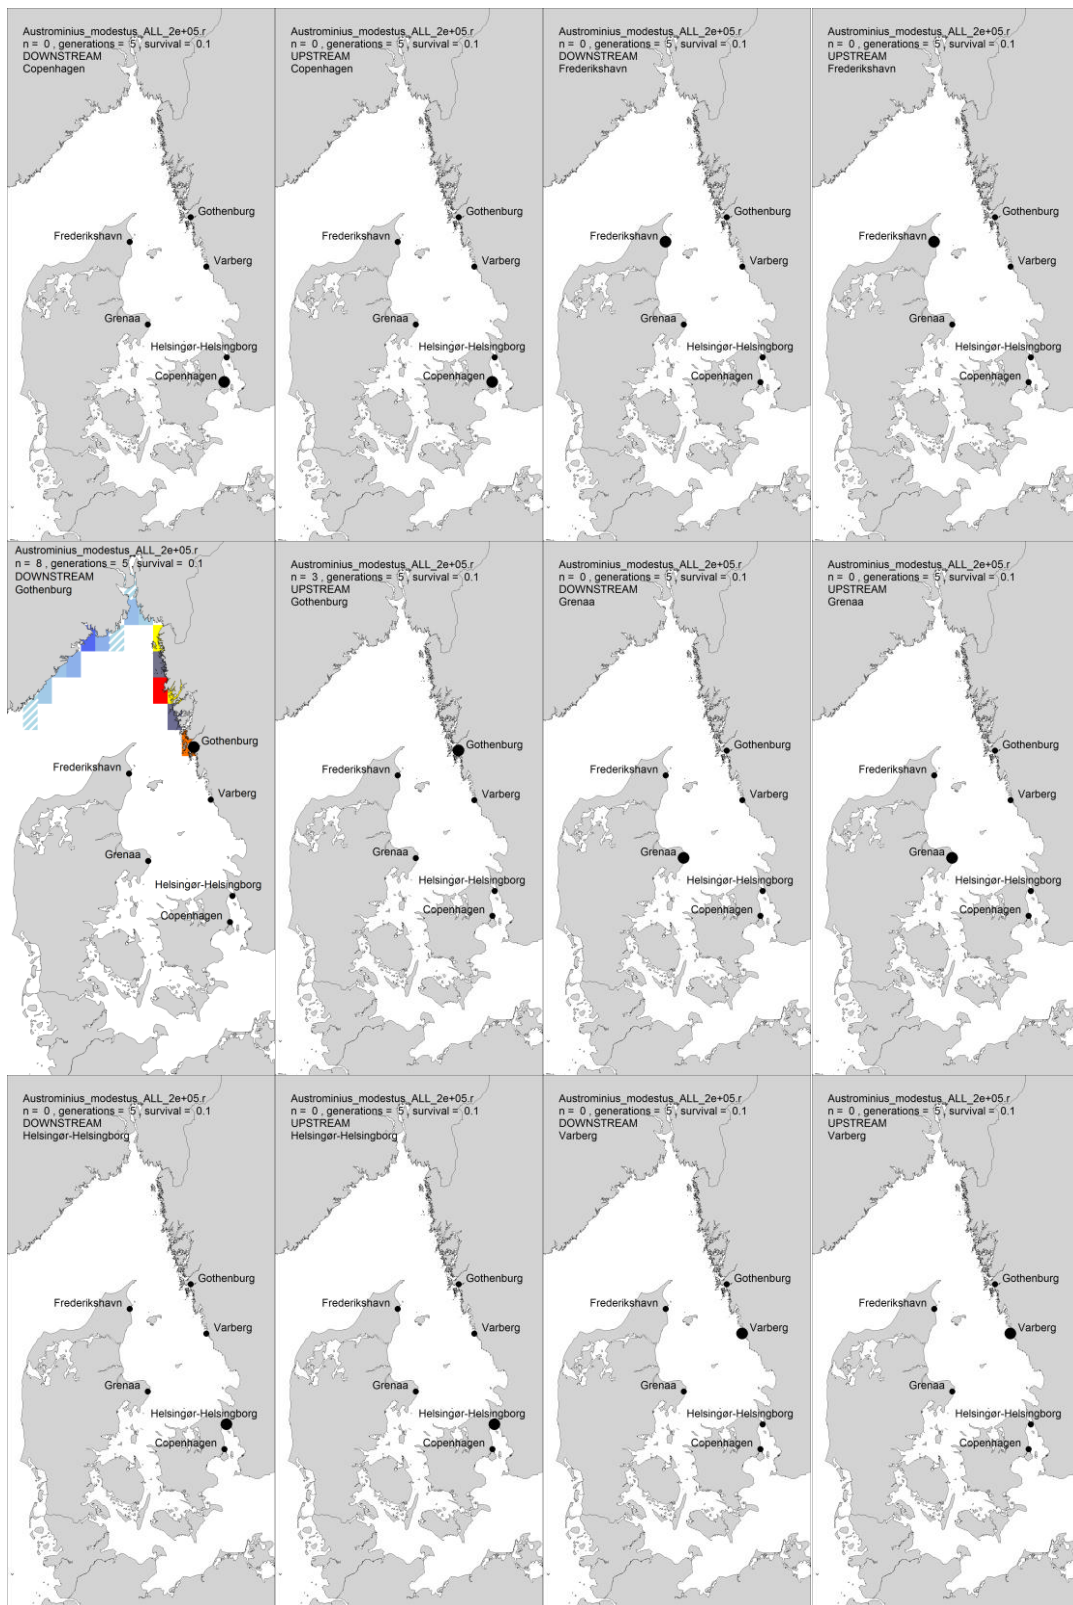 Austrominius_modestus_ALL_2e+05.r
n = 0 , generations = 5 , survival = 0.1
DOWNSTREAM
Copenhagen
Gothenburg
Frederikshavn
Varberg
Grenaa
Helsingør-Helsingborg
Copenhagen
Austrominius_modestus_ALL_2e+05.r
n = 0 , generations = 5 , survival = 0.1
UPSTREAM
Copenhagen
Gothenburg
Frederikshavn
Varberg
Grenaa
Helsingør-Helsingborg
Copenhagen
Austrominius_modestus_ALL_2e+05.r
n = 0 , generations = 5 , survival = 0.1
DOWNSTREAM
Frederikshavn
Gothenburg
Frederikshavn
Varberg
Grenaa
Helsingør-Helsingborg
Copenhagen
Austrominius_modestus_ALL_2e+05.r
n = 0 , generations = 5 , survival = 0.1
UPSTREAM
Frederikshavn
Gothenburg
Frederikshavn
Varberg
Grenaa
Helsingør-Helsingborg
Copenhagen
Austrominius_modestus_ALL_2e+05.r
n = 8 , generations = 5 , survival = 0.1
DOWNSTREAM
Gothenburg
Gothenburg
Frederikshavn
Varberg
Grenaa
Helsingør-Helsingborg
Copenhagen
Austrominius_modestus_ALL_2e+05.r
n = 3 , generations = 5 , survival = 0.1
UPSTREAM
Gothenburg
Gothenburg
Frederikshavn
Varberg
Grenaa
Helsingør-Helsingborg
Copenhagen
Austrominius_modestus_ALL_2e+05.r
n = 0 , generations = 5 , survival = 0.1
DOWNSTREAM
Grenaa
Gothenburg
Frederikshavn
Varberg
Grenaa
Helsingør-Helsingborg
Copenhagen
Austrominius_modestus_ALL_2e+05.r
n = 0 , generations = 5 , survival = 0.1
UPSTREAM
Grenaa
Gothenburg
Frederikshavn
Varberg
Grenaa
Helsingør-Helsingborg
Copenhagen
Austrominius_modestus_ALL_2e+05.r
n = 0 , generations = 5 , survival = 0.1
DOWNSTREAM
Helsingør-Helsingborg
Gothenburg
Frederikshavn
Varberg
Grenaa
Helsingør-Helsingborg
Copenhagen
Austrominius_modestus_ALL_2e+05.r
n = 0 , generations = 5 , survival = 0.1
UPSTREAM
Helsingør-Helsingborg
Gothenburg
Frederikshavn
Varberg
Grenaa
Helsingør-Helsingborg
Copenhagen
Austrominius_modestus_ALL_2e+05.r
n = 0 , generations = 5 , survival = 0.1
DOWNSTREAM
Varberg
Gothenburg
Frederikshavn
Varberg
Grenaa
Helsingør-Helsingborg
Copenhagen
Austrominius_modestus_ALL_2e+05.r
n = 0 , generations = 5 , survival = 0.1
UPSTREAM
Varberg
Gothenburg
Frederikshavn
Varberg
Grenaa
Helsingør-Helsingborg
Copenhagen